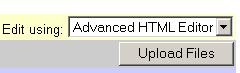 Edit using: Advanced HTML Editor
Upload Files